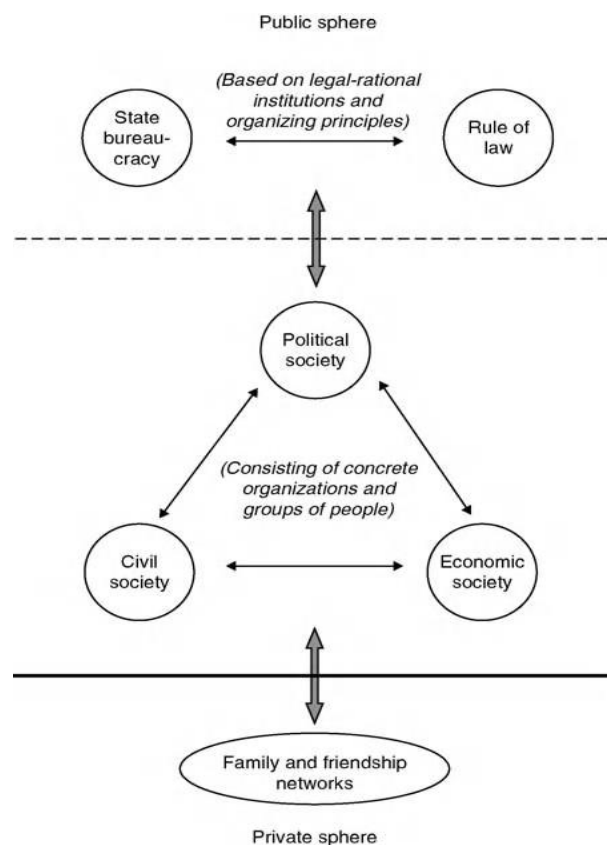 Public sphere
(Based on legal-rational
institutions and
organizing principles)
State
bureau-
cracy
Rule of
law
Political
society
(Consisting of concrete
organizations and
groups of people)
Civil
society
Economic
society
Family and friendship
networks
Private sphere